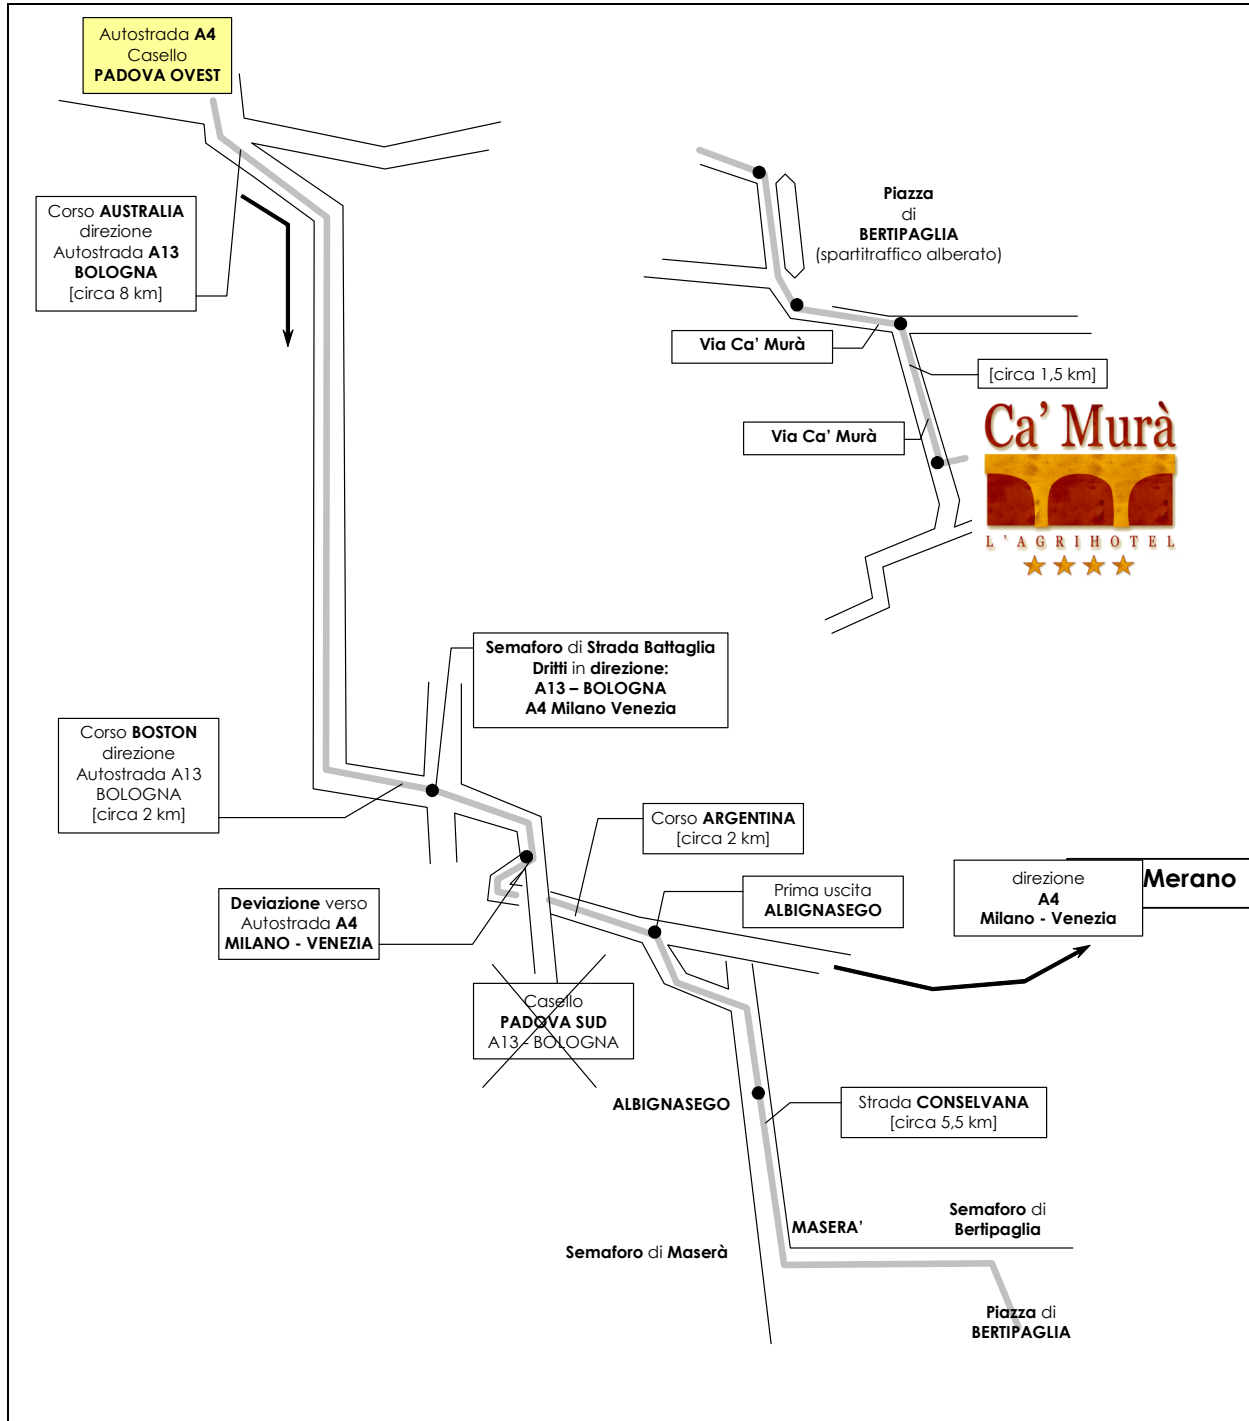 Autostrada A4
Casello
PADOVA OVEST
Corso AUSTRALIA
direzione
Autostrada A13
BOLOGNA
[circa 8 km]
Piazza
di
BERTIPAGLIA
(spartitraffico alberato)
Via Ca' Murà
[circa 1,5 km]
Via Ca' Murà
Ca' Murà
L'AGRIHOTEL
Semaforo di Strada Battaglia
Dritti in direzione:
A13 – BOLOGNA
A4 Milano Venezia
Corso BOSTON
direzione
Autostrada A13
BOLOGNA
[circa 2 km]
Corso ARGENTINA
[circa 2 km]
Deviazione verso
Autostrada A4
MILANO - VENEZIA
Prima uscita
ALBIGNASEGO
direzione
A4
Milano - Venezia
Merano
Casello
PADOVA SUD
A13 - BOLOGNA
ALBIGNASEGO
Strada CONSELVANA
[circa 5,5 km]
MASERA'
Semaforo di
Bertipaglia
Semaforo di Maserà
Piazza di
BERTIPAGLIA